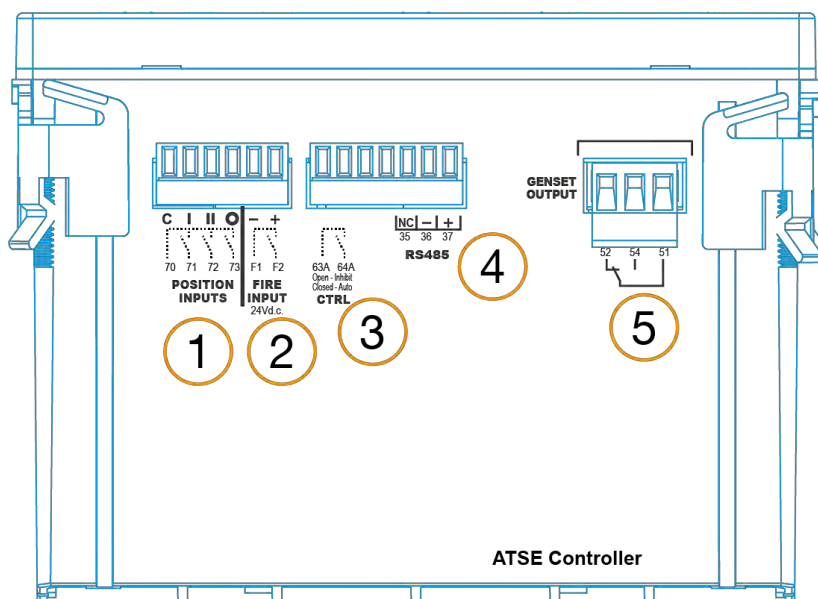 GENSET
OUTPUT
C I II O – +
NC – +
35 36 37
RS485
70 71 72 73 F1 F2
POSITION
INPUTS
FIRE
INPUT
24Vd.c.
63A 64A
Open - Inhibit
Closed - Auto
CTRL
52 54 51
1
2
3
4
5
ATSE Controller